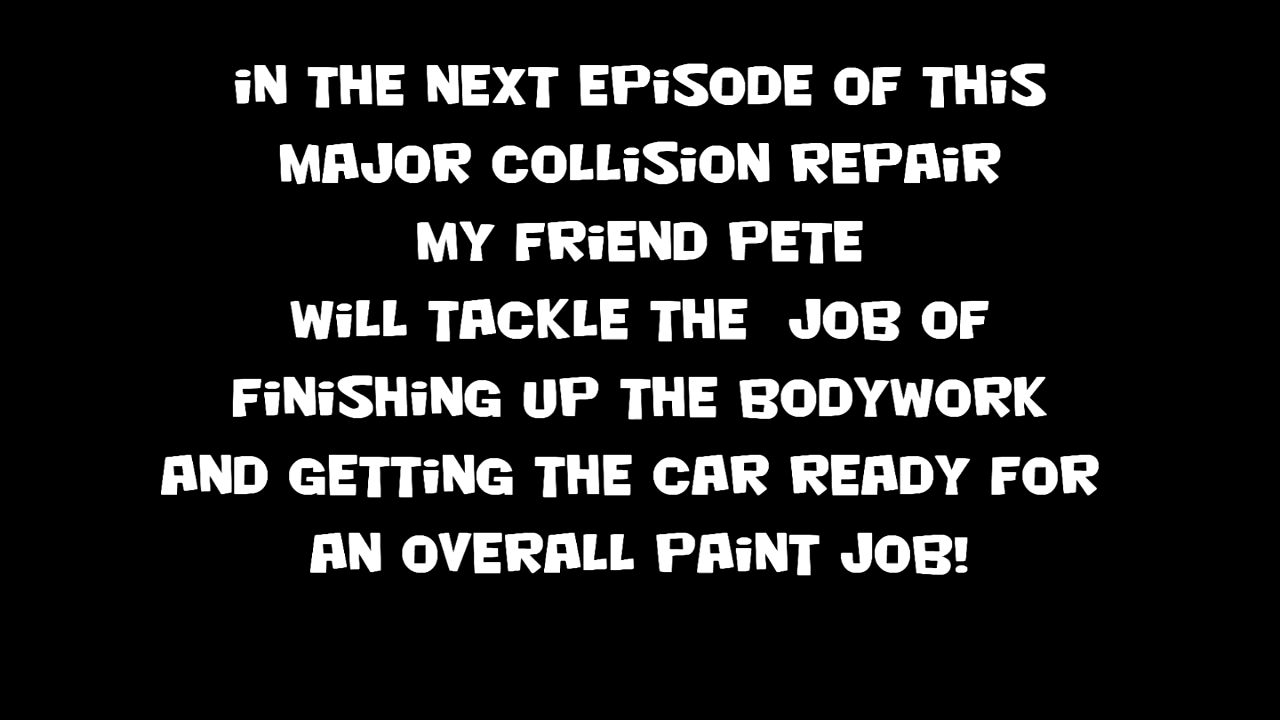 iN THE NEXT EPiSODE OF THiS
MAJOR COLLiSiON REPAiR
MY FRiEND PETE
WiLL TACKLE THE  JOB OF
FiNiSHiNG UP THE BODYWORK
AND GETTiNG THE CAR READY FOR
AN OVERALL PAiNT JOB!